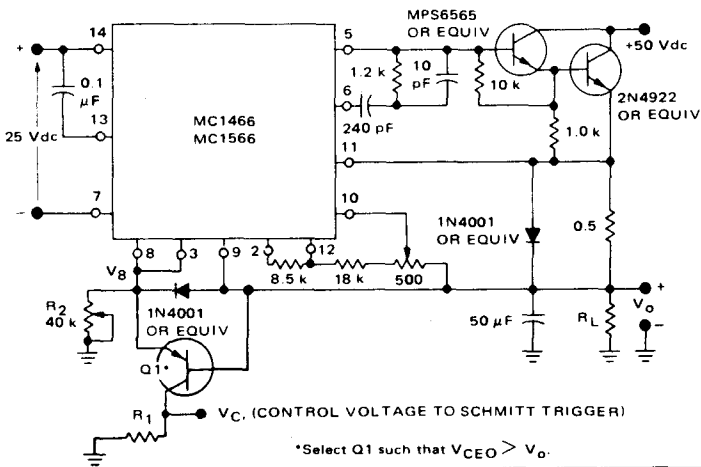 MPS6565
OR EQUIV
+50 Vdc
14
5
+
1.2 k
10
pF
10 k
0.1
μF
6
2N4922
OR EQUIV
MC1466
MC1566
240 pF
1.0 k
25 Vdc
13
11
7
10
1N4001
OR EQUIV
0.5
8
3
9
2
12
V8
8.5 k
18 k
500
+
Vo
−
R2
40 k
1N4001
OR EQUIV
50 μF
RL
Q1*
R1
VC, (CONTROL VOLTAGE TO SCHMITT TRIGGER)
*Select Q1 such that VCEO > Vo.